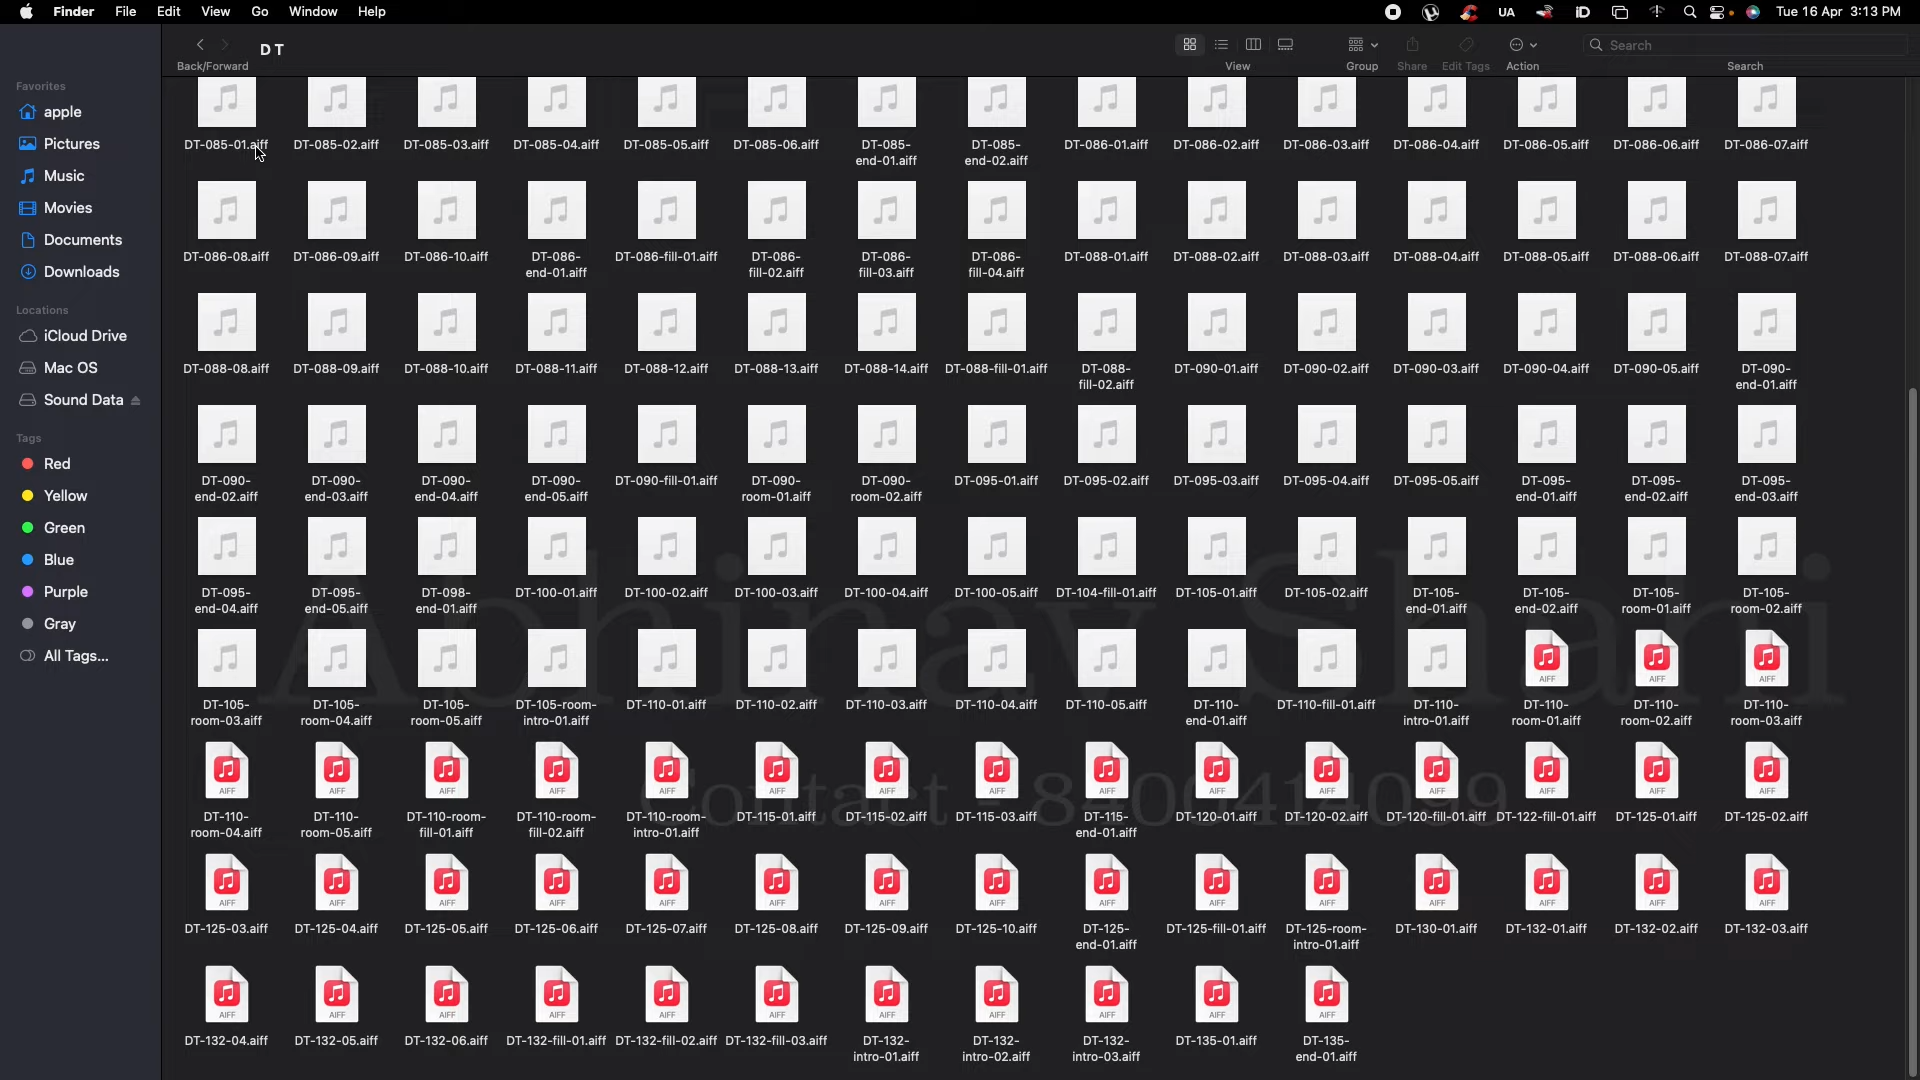 Finder File Edit View Go Window Help UA iD Tue 16 Apr 3:13 PM
DT
Back/Forward View Group Share Edit Tags Action Search Search
Favorites
apple
Pictures
Music
Movies
Documents
Downloads
Locations
iCloud Drive
Mac OS
Sound Data
Tags
Red
Yellow
Green
Blue
Purple
Gray
All Tags...
DT-085-01.aiff DT-085-02.aiff DT-085-03.aiff DT-085-04.aiff DT-085-05.aiff DT-085-06.aiff DT-085-end-01.aiff DT-085-end-02.aiff DT-086-01.aiff DT-086-02.aiff DT-086-03.aiff DT-086-04.aiff DT-086-05.aiff DT-086-06.aiff DT-086-07.aiff
DT-086-08.aiff DT-086-09.aiff DT-086-10.aiff DT-086-end-01.aiff DT-086-fill-01.aiff DT-086-fill-02.aiff DT-086-fill-03.aiff DT-086-fill-04.aiff DT-088-01.aiff DT-088-02.aiff DT-088-03.aiff DT-088-04.aiff DT-088-05.aiff DT-088-06.aiff DT-088-07.aiff
DT-088-08.aiff DT-088-09.aiff DT-088-10.aiff DT-088-11.aiff DT-088-12.aiff DT-088-13.aiff DT-088-14.aiff DT-088-fill-01.aiff DT-088-fill-02.aiff DT-090-01.aiff DT-090-02.aiff DT-090-03.aiff DT-090-04.aiff DT-090-05.aiff DT-090-end-01.aiff
DT-090-end-02.aiff DT-090-end-03.aiff DT-090-end-04.aiff DT-090-end-05.aiff DT-090-fill-01.aiff DT-090-room-01.aiff DT-090-room-02.aiff DT-095-01.aiff DT-095-02.aiff DT-095-03.aiff DT-095-04.aiff DT-095-05.aiff DT-095-end-01.aiff DT-095-end-02.aiff DT-095-end-03.aiff
DT-095-end-04.aiff DT-095-end-05.aiff DT-098-end-01.aiff DT-100-01.aiff DT-100-02.aiff DT-100-03.aiff DT-100-04.aiff DT-100-05.aiff DT-104-fill-01.aiff DT-105-01.aiff DT-105-02.aiff DT-105-end-01.aiff DT-105-end-02.aiff DT-105-room-01.aiff DT-105-room-02.aiff
Abhinav Shahi
DT-105-room-03.aiff DT-105-room-04.aiff DT-105-room-05.aiff DT-105-room-intro-01.aiff DT-110-01.aiff DT-110-02.aiff DT-110-03.aiff DT-110-04.aiff DT-110-05.aiff DT-110-end-01.aiff DT-110-fill-01.aiff DT-110-intro-01.aiff DT-110-room-01.aiff DT-110-room-02.aiff DT-110-room-03.aiff
Contact - 8400414099
DT-110-room-04.aiff DT-110-room-05.aiff DT-110-room-fill-01.aiff DT-110-room-fill-02.aiff DT-110-room-intro-01.aiff DT-115-01.aiff DT-115-02.aiff DT-115-03.aiff DT-115-end-01.aiff DT-120-01.aiff DT-120-02.aiff DT-120-fill-01.aiff DT-122-fill-01.aiff DT-125-01.aiff DT-125-02.aiff
DT-125-03.aiff DT-125-04.aiff DT-125-05.aiff DT-125-06.aiff DT-125-07.aiff DT-125-08.aiff DT-125-09.aiff DT-125-10.aiff DT-125-end-01.aiff DT-125-fill-01.aiff DT-125-room-intro-01.aiff DT-130-01.aiff DT-132-01.aiff DT-132-02.aiff DT-132-03.aiff
DT-132-04.aiff DT-132-05.aiff DT-132-06.aiff DT-132-fill-01.aiff DT-132-fill-02.aiff DT-132-fill-03.aiff DT-132-intro-01.aiff DT-132-intro-02.aiff DT-132-intro-03.aiff DT-135-01.aiff DT-135-end-01.aiff